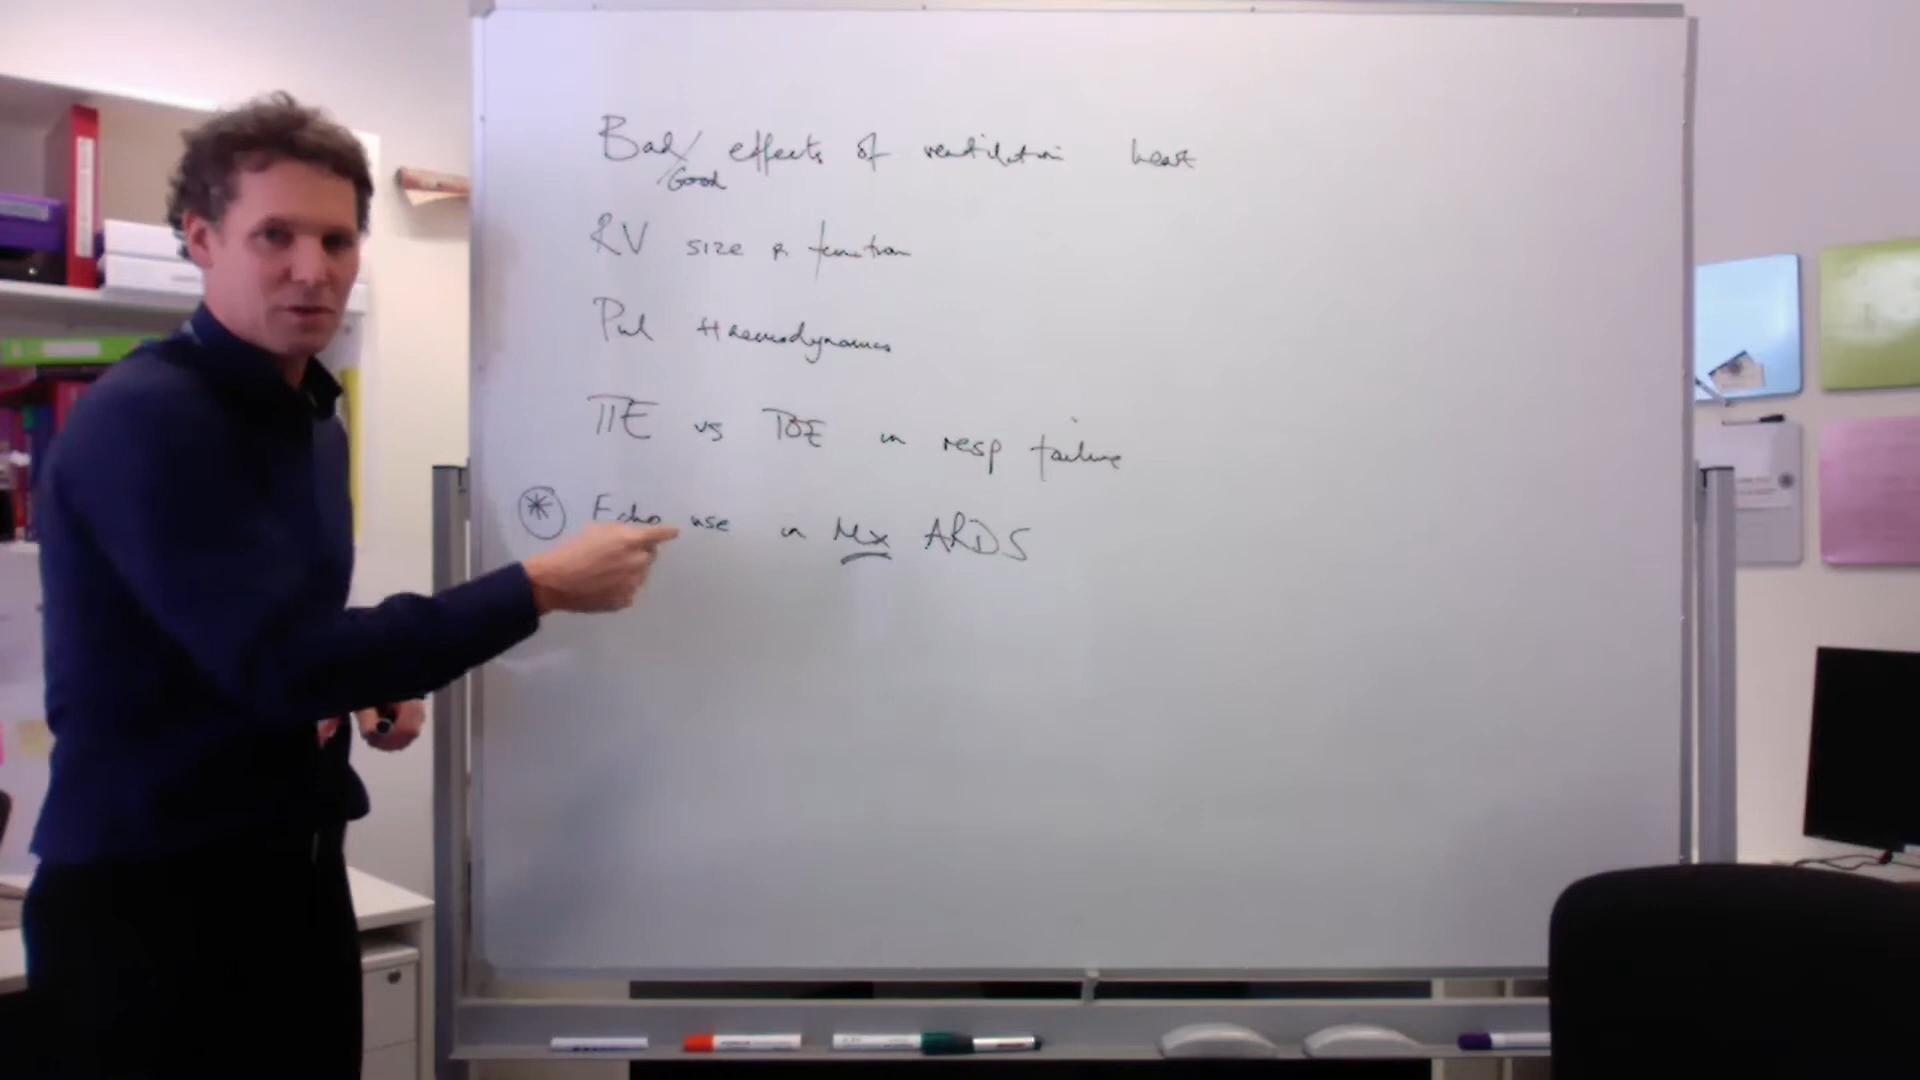 Bad/ effects of ventilation heart
/Good
RV size & function
Pul Haemodynamics
TTE vs TOE in resp failure
* Echo use in Mx ARDS